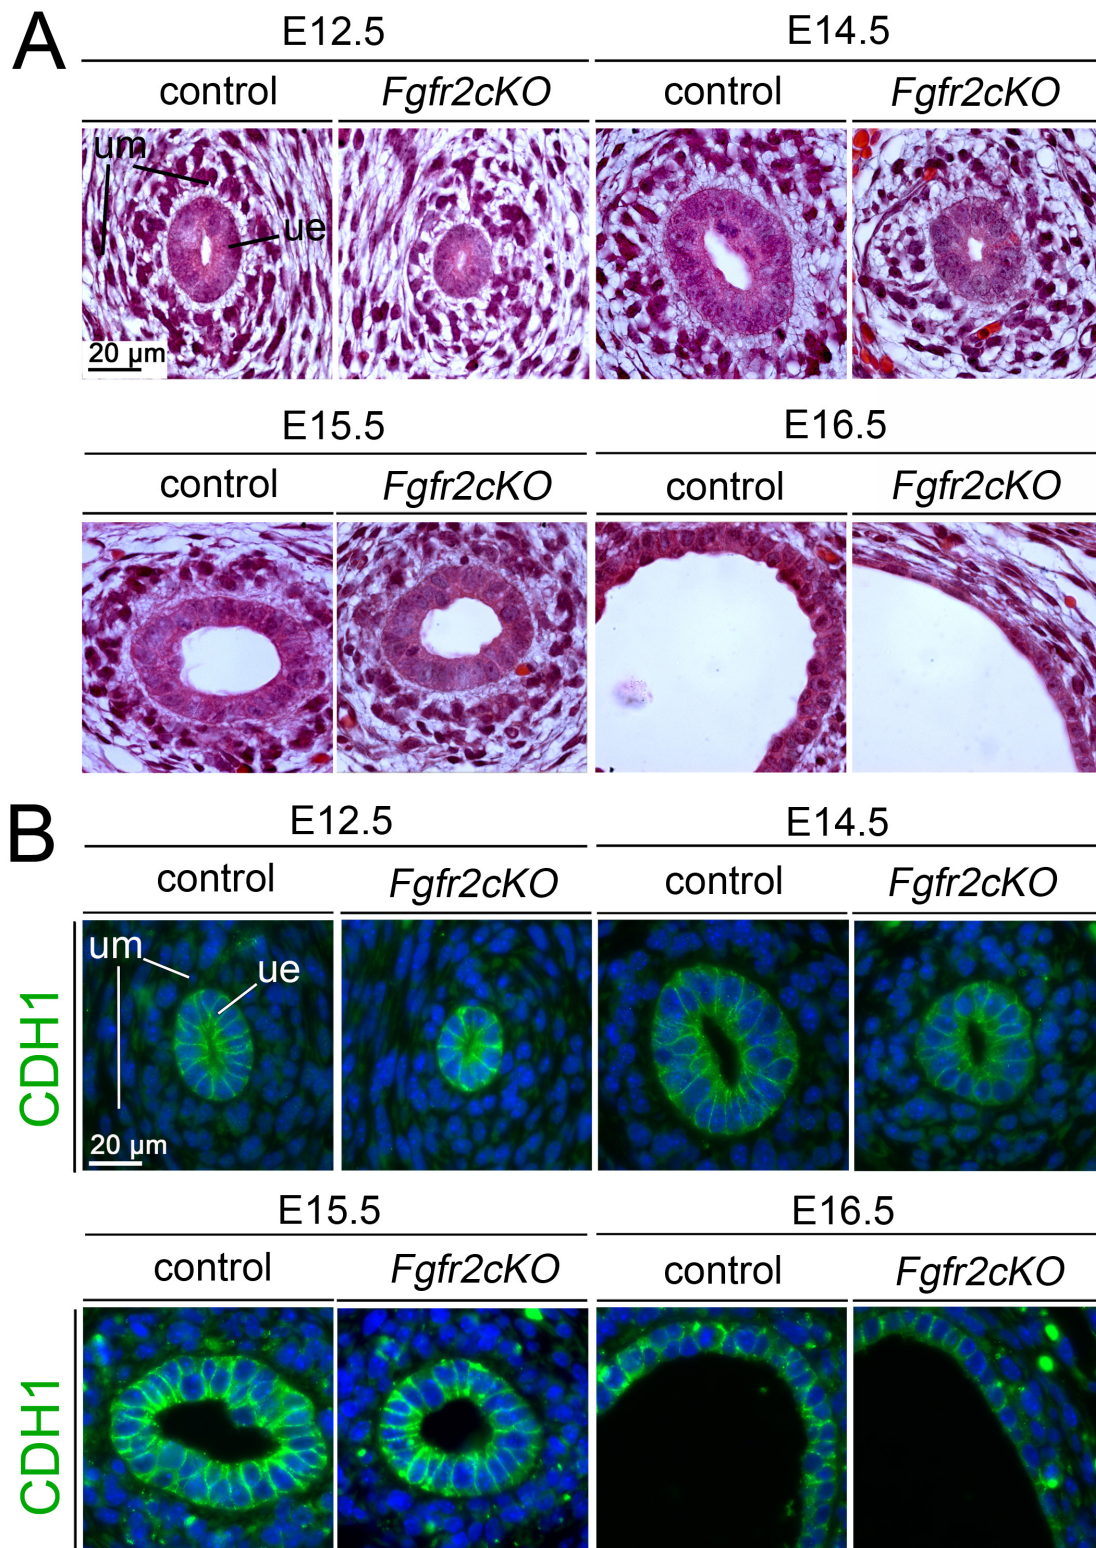 A
E12.5 E14.5
control Fgfr2cKO control Fgfr2cKO
um
ue
20 µm
E15.5 E16.5
control Fgfr2cKO control Fgfr2cKO
B
E12.5 E14.5
control Fgfr2cKO control Fgfr2cKO
CDH1
um
ue
20 µm
E15.5 E16.5
control Fgfr2cKO control Fgfr2cKO
CDH1